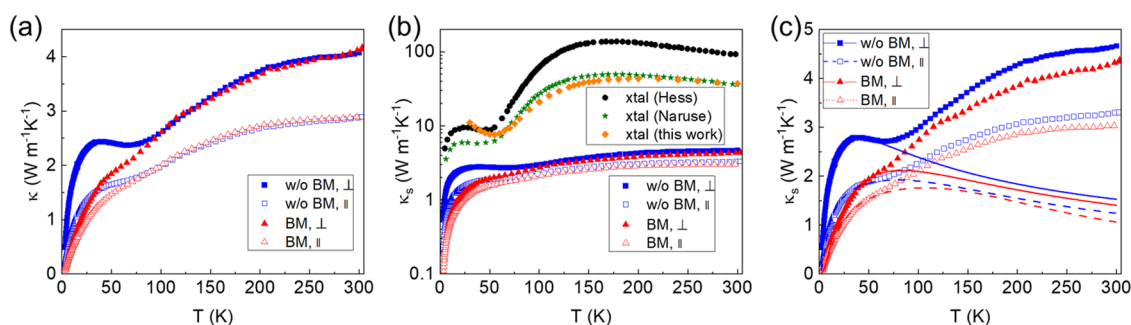 (a)
κ (W m⁻¹K⁻¹)
4
3
2
1
0
0 50 100 150 200 250 300
T (K)
w/o BM, ⊥
w/o BM, ∥
BM, ⊥
BM, ∥
(b)
κs (W m⁻¹K⁻¹)
100
10
1
0.1
0 50 100 150 200 250 300
T (K)
xtal (Hess)
xtal (Naruse)
xtal (this work)
w/o BM, ⊥
w/o BM, ∥
BM, ⊥
BM, ∥
(c)
κs (W m⁻¹K⁻¹)
5
4
3
2
1
0
0 50 100 150 200 250 300
T (K)
w/o BM, ⊥
w/o BM, ∥
BM, ⊥
BM, ∥